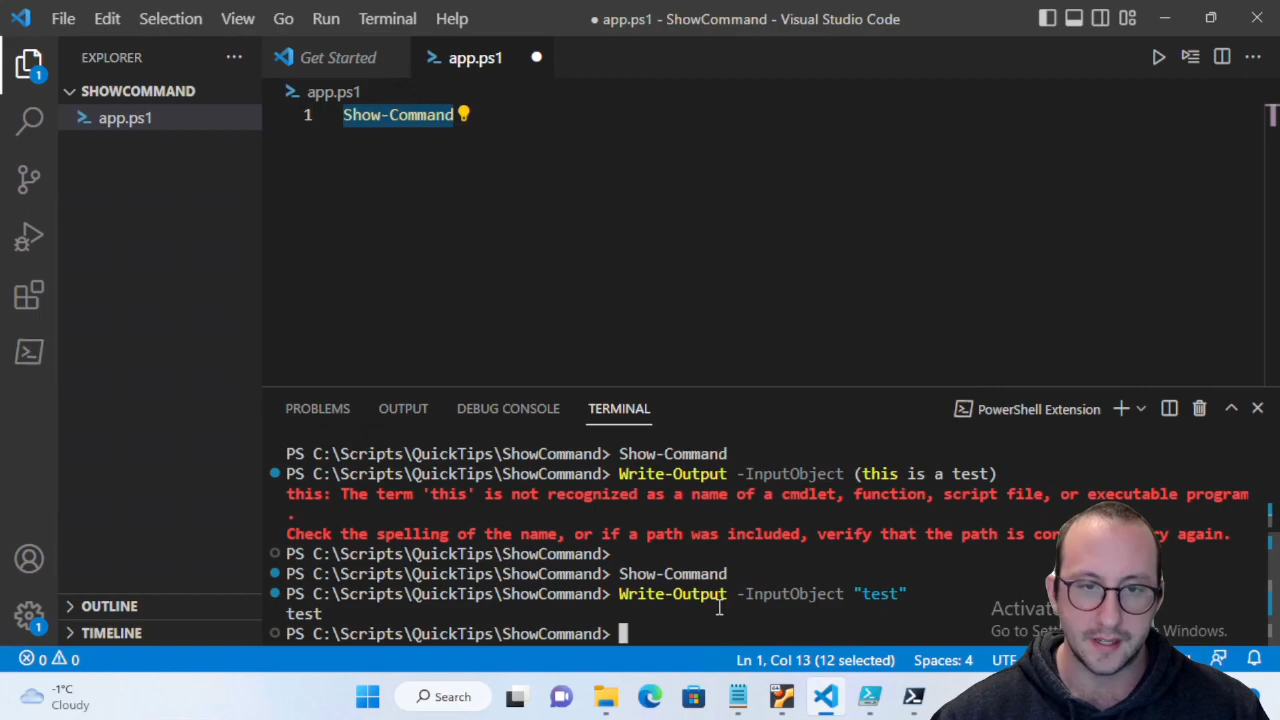 File Edit Selection View Go Run Terminal Help
● app.ps1 - ShowCommand - Visual Studio Code
EXPLORER ···
Get Started
app.ps1
SHOWCOMMAND
app.ps1
1
app.ps1
1 Show-Command
PROBLEMS OUTPUT DEBUG CONSOLE TERMINAL
PowerShell Extension
PS C:\Scripts\QuickTips\ShowCommand> Show-Command
PS C:\Scripts\QuickTips\ShowCommand> Write-Output -InputObject (this is a test)
this: The term 'this' is not recognized as a name of a cmdlet, function, script file, or executable program
.
Check the spelling of the name, or if a path was included, verify that the path is
again.
PS C:\Scripts\QuickTips\ShowCommand>
PS C:\Scripts\QuickTips\ShowCommand> Show-Command
PS C:\Scripts\QuickTips\ShowCommand> Write-Output -InputObject "test"
test
PS C:\Scripts\QuickTips\ShowCommand>
OUTLINE
TIMELINE
1
Activate
Go to Windows.
0 0
Ln 1, Col 13 (12 selected) Spaces: 4
-1°C
Cloudy
Search